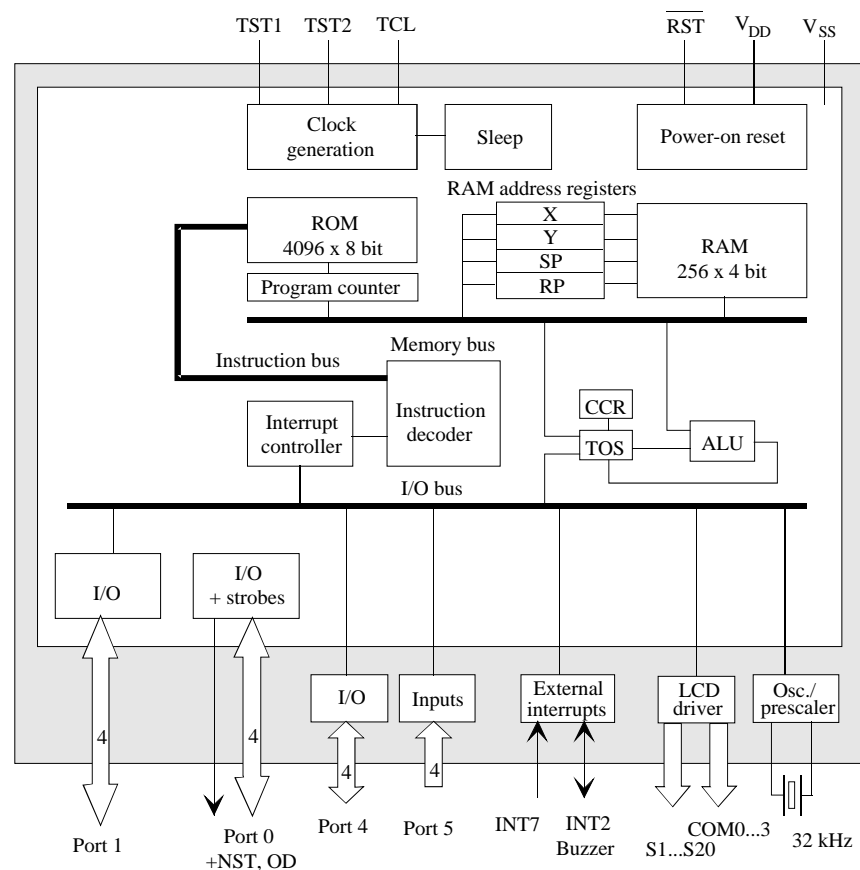 TST1 TST2 TCL RST VDD VSS
Clock
generation
Sleep
Power-on reset
RAM address registers
ROM
4096 x 8 bit
X
Y
SP
RP
RAM
256 x 4 bit
Program counter
Memory bus
Instruction bus
Instruction
decoder
Interrupt
controller
CCR
TOS
ALU
I/O bus
I/O
I/O
+ strobes
I/O
Inputs
External
interrupts
LCD
driver
Osc./
prescaler
4
4
4
4
Port 1
Port 0
+NST, OD
Port 4
Port 5
INT7
INT2
Buzzer
COM0...3
S1...S20
32 kHz